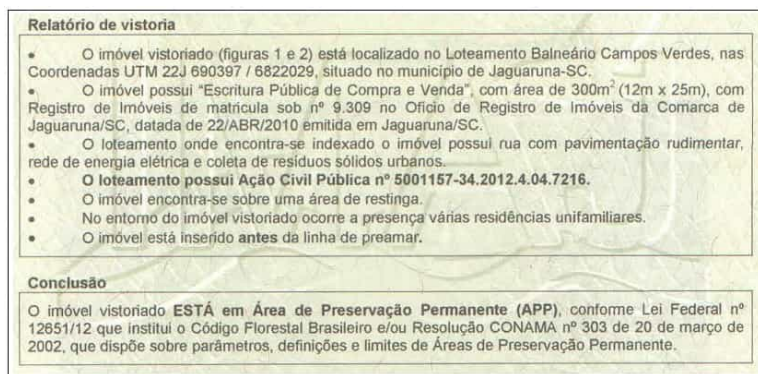 Relatório de vistoria
• O imóvel vistoriado (figuras 1 e 2) está localizado no Loteamento Balneário Campos Verdes, nas
Coordenadas UTM 22J 690397 / 6822029, situado no município de Jaguaruna-SC.
• O imóvel possui "Escritura Pública de Compra e Venda", com área de 300m² (12m x 25m), com
Registro de Imóveis de matricula sob nº 9.309 no Oficio de Registro de Imóveis da Comarca de
Jaguaruna/SC, datada de 22/ABR/2010 emitida em Jaguaruna/SC.
• O loteamento onde encontra-se indexado o imóvel possui rua com pavimentação rudimentar,
rede de energia elétrica e coleta de resíduos sólidos urbanos.
• O loteamento possui Ação Civil Pública nº 5001157-34.2012.4.04.7216.
• O imóvel encontra-se sobre uma área de restinga.
• No entorno do imóvel vistoriado ocorre a presença várias residências unifamiliares.
• O imóvel está inserido antes da linha de preamar.
Conclusão
O imóvel vistoriado ESTÁ em Área de Preservação Permanente (APP), conforme Lei Federal nº
12651/12 que institui o Código Florestal Brasileiro e/ou Resolução CONAMA nº 303 de 20 de março de
2002, que dispõe sobre parâmetros, definições e limites de Áreas de Preservação Permanente.